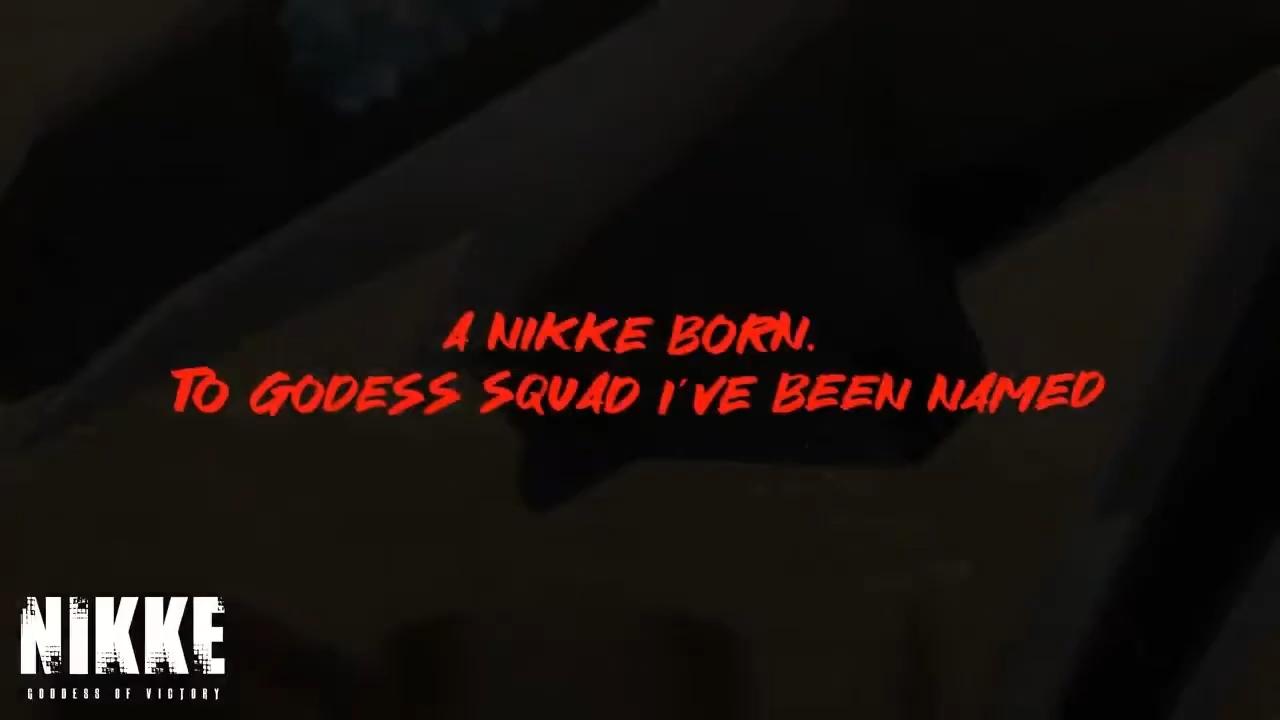 A NIKKE BORN.
TO GODESS SQUAD I'VE BEEN NAMED
NIKKE
GODDESS OF VICTORY